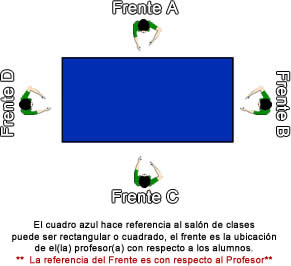 Frente A
Frente D
Frente B
Frente C
El cuadro azul hace referencia al salón de clases
puede ser rectangular o cuadrado, el frente es la ubicación
de el(la) profesor(a) con respecto a los alumnos.
** La referencia del Frente es con respecto al Profesor**